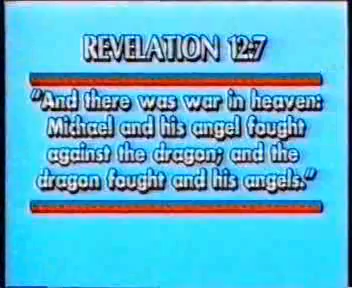 REVELATION 12:7
"And there was war in heaven:
Michael and his angel fought
against the dragon; and the
dragon fought and his angels."